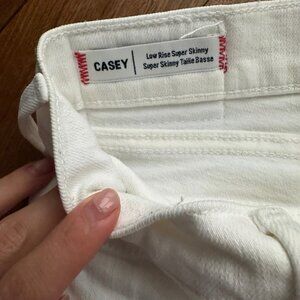 CASEY
Low Rise Super Skinny
Super Skinny Taille Basse